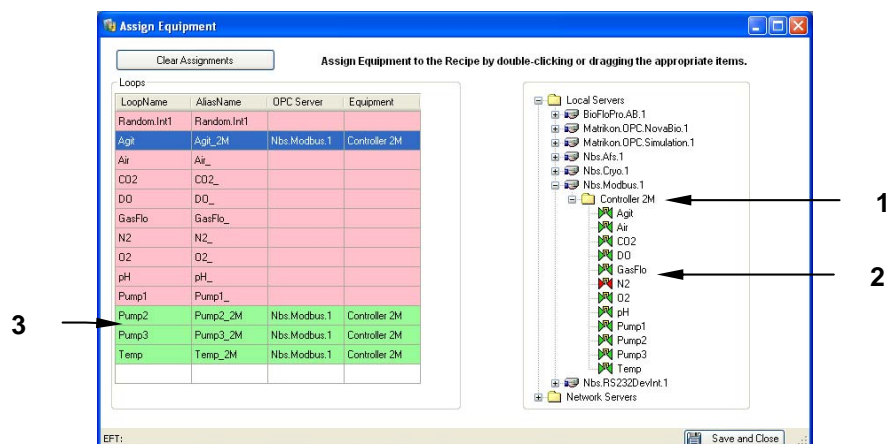 Assign Equipment
Clear Assignments
Assign Equipment to the Recipe by double-clicking or dragging the appropriate items.
Loops
LoopName AliasName OPC Server Equipment
Random.Int1 Random.Int1
Agit Agit_2M Nbs.Modbus.1 Controller 2M
Air Air_
CO2 CO2_
DO DO_
GasFlo GasFlo_
N2 N2_
O2 O2_
pH pH_
Pump1 Pump1_
Pump2 Pump2_2M Nbs.Modbus.1 Controller 2M
Pump3 Pump3_2M Nbs.Modbus.1 Controller 2M
Temp Temp_2M Nbs.Modbus.1 Controller 2M
3
Local Servers
BioFloPro.AB.1
Matrikon.OPC.NovaBio.1
Matrikon.OPC.Simulation.1
Nbs.Afs.1
Nbs.Cryo.1
Nbs.Modbus.1
Controller 2M
Agit
Air
CO2
DO
GasFlo
N2
O2
pH
Pump1
Pump2
Pump3
Temp
Nbs.RS232DevInt.1
Network Servers
1
2
EFT:
Save and Close